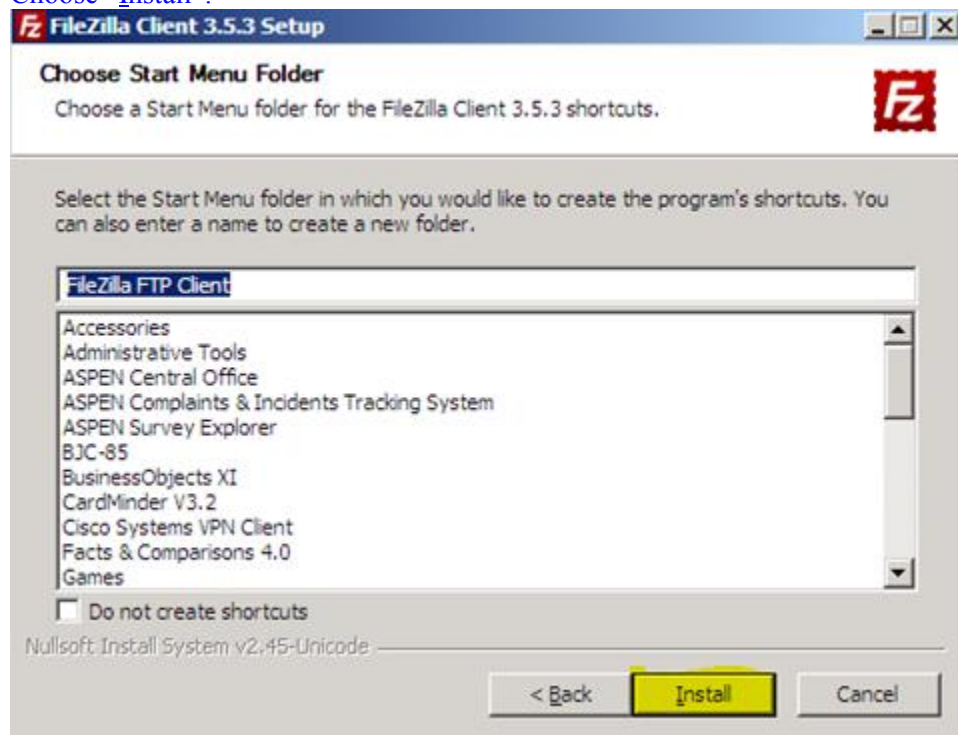 Choose "Install".
FZ FileZilla Client 3.5.3 Setup
Choose Start Menu Folder
Choose a Start Menu folder for the FileZilla Client 3.5.3 shortcuts.
FZ
Select the Start Menu folder in which you would like to create the program's shortcuts. You
can also enter a name to create a new folder.
FileZilla FTP Client
Accessories
Administrative Tools
ASPEN Central Office
ASPEN Complaints & Incidents Tracking System
ASPEN Survey Explorer
BJC-85
BusinessObjects XI
CardMinder V3.2
Cisco Systems VPN Client
Facts & Comparisons 4.0
Games
Do not create shortcuts
Nullsoft Install System v2.45-Unicode
< Back Install Cancel